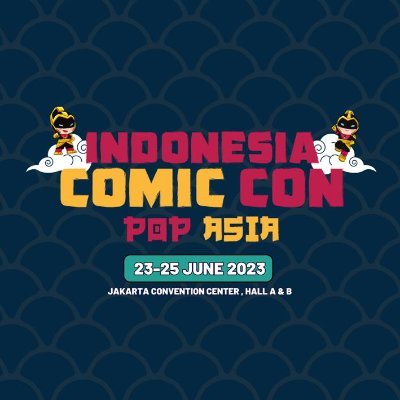 INDONESIA
COMIC CON
POP ASIA
23-25 JUNE 2023
JAKARTA CONVENTION CENTER , HALL A & B